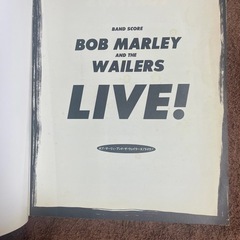 BAND SCORE
BOB MARLEY
AND THE
WAILERS
LIVE!